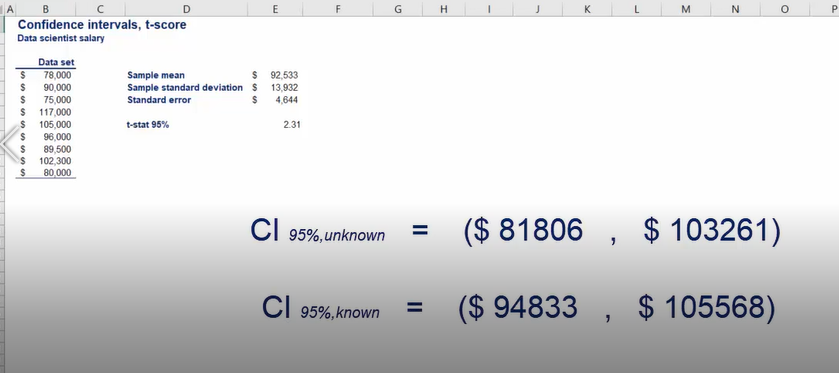 A B C D E F G H I J K L M N O P
Confidence intervals, t-score
Data scientist salary
Data set
$ 78,000 Sample mean $ 92,533
$ 90,000 Sample standard deviation $ 13,932
$ 75,000 Standard error $ 4,644
$ 117,000
$ 105,000 t-stat 95% 2.31
$ 96,000
$ 89,500
$ 102,300
$ 80,000
CI 95%,unknown = ($ 81806 , $ 103261)
CI 95%,known = ($ 94833 , $ 105568)